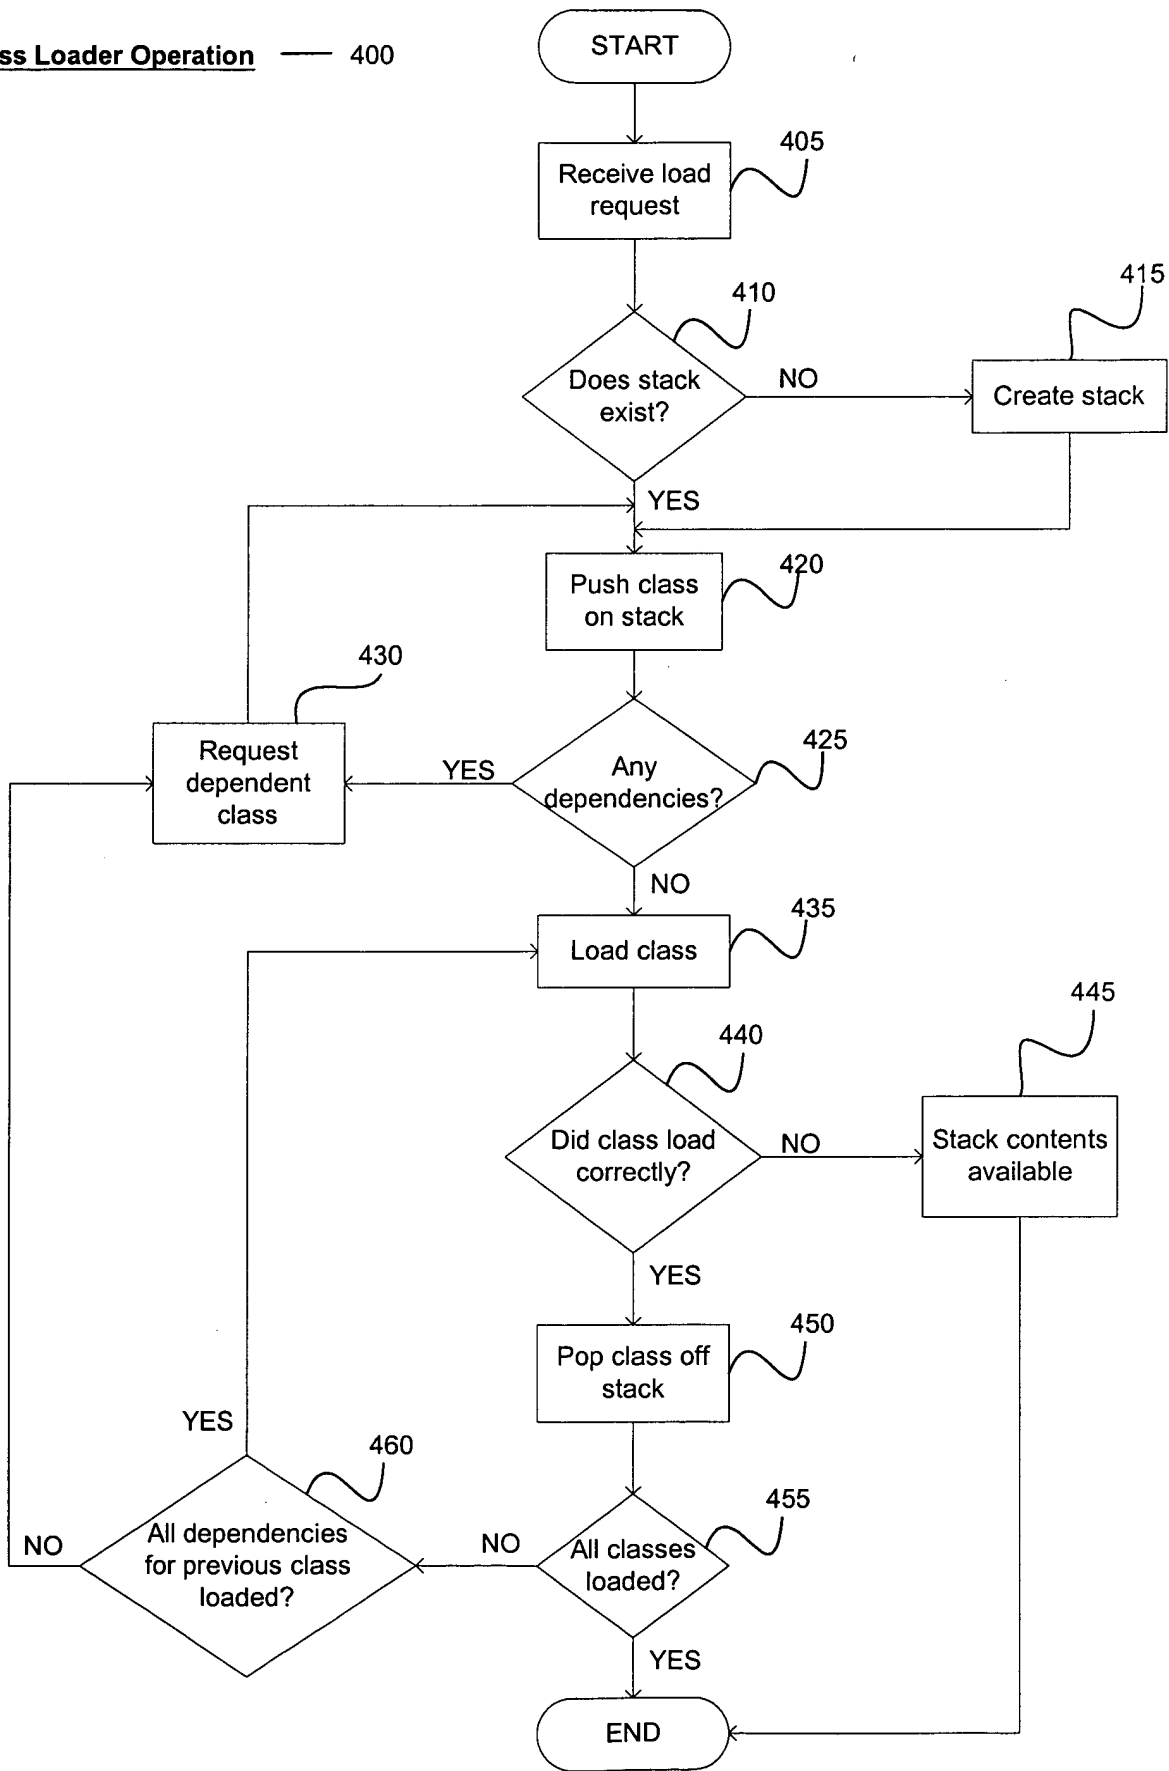 START
ss Loader Operation 400
405
Receive load
request
410
415
Does stack
exist?
NO
Create stack
YES
420
Push class
on stack
430
425
Request
dependent
class
YES
Any
dependencies?
NO
435
Load class
445
440
Did class load
correctly?
NO
Stack contents
available
YES
450
Pop class off
stack
YES
460
455
All dependencies
for previous class
loaded?
NO
NO
All classes
loaded?
YES
END